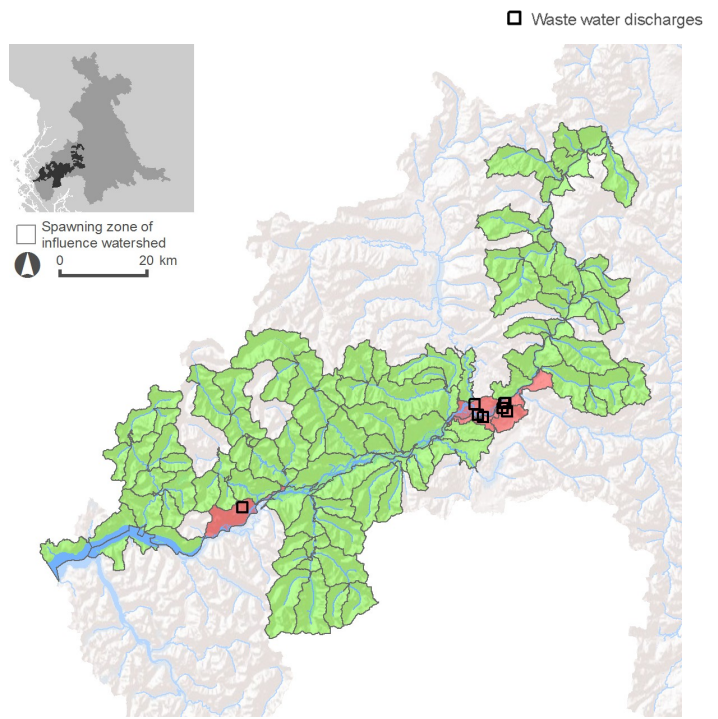 Waste water discharges
Spawning zone of
influence watershed
0 20 km